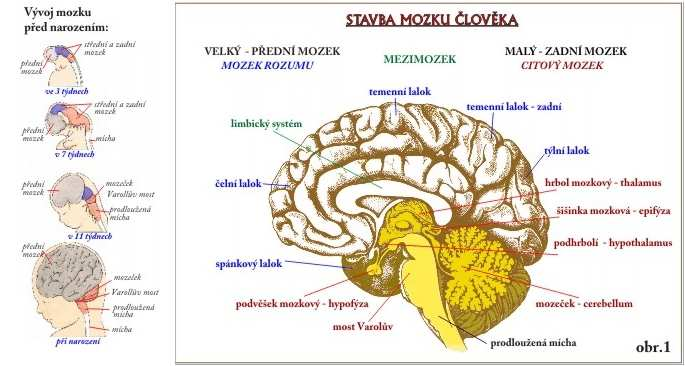 Vývoj mozku
před narozením:
střední a zadní
mozek
přední
mozek
ve 3 týdnech
střední a zadní
mozek
přední
mozek
mícha
v 7 týdnech
přední
mozek
mozeček
Varolův most
prodloužená
mícha
v 11 týdnech
přední
mozek
mozelek
Varolův most
prodloužená
mícha
mícha
při narození
STAVBA MOZKU ČLOVĚKA
VELKÝ - PŘEDNÍ MOZEK
MOZEK ROZUMU
MEZIMOZEK
MALÝ - ZADNÍ MOZEK
CITOVÝ MOZEK
temenní lalok
temenní lalok - zadní
limbický systém
týlní lalok
čelní lalok
hrbol mozkový - thalamus
šišinka mozková - epifýza
podhrbolí - hypothalamus
spánkový lalok
podvěšek mozkový - hypofýza
mozeček - cerebellum
most Varolův
prodloužená mícha
obr.1